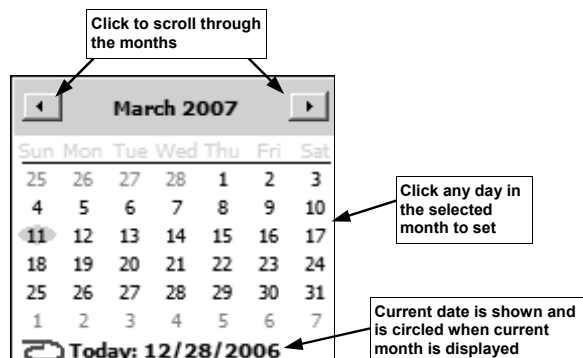 Click to scroll through
the months
March 2007
Sun Mon Tue Wed Thu Fri Sat
25 26 27 28 1 2 3
4 5 6 7 8 9 10
11 12 13 14 15 16 17
18 19 20 21 22 23 24
25 26 27 28 29 30 31
1 2 3 4 5 6 7
Today: 12/28/2006
Click any day in
the selected
month to set
Current date is shown and
is circled when current
month is displayed